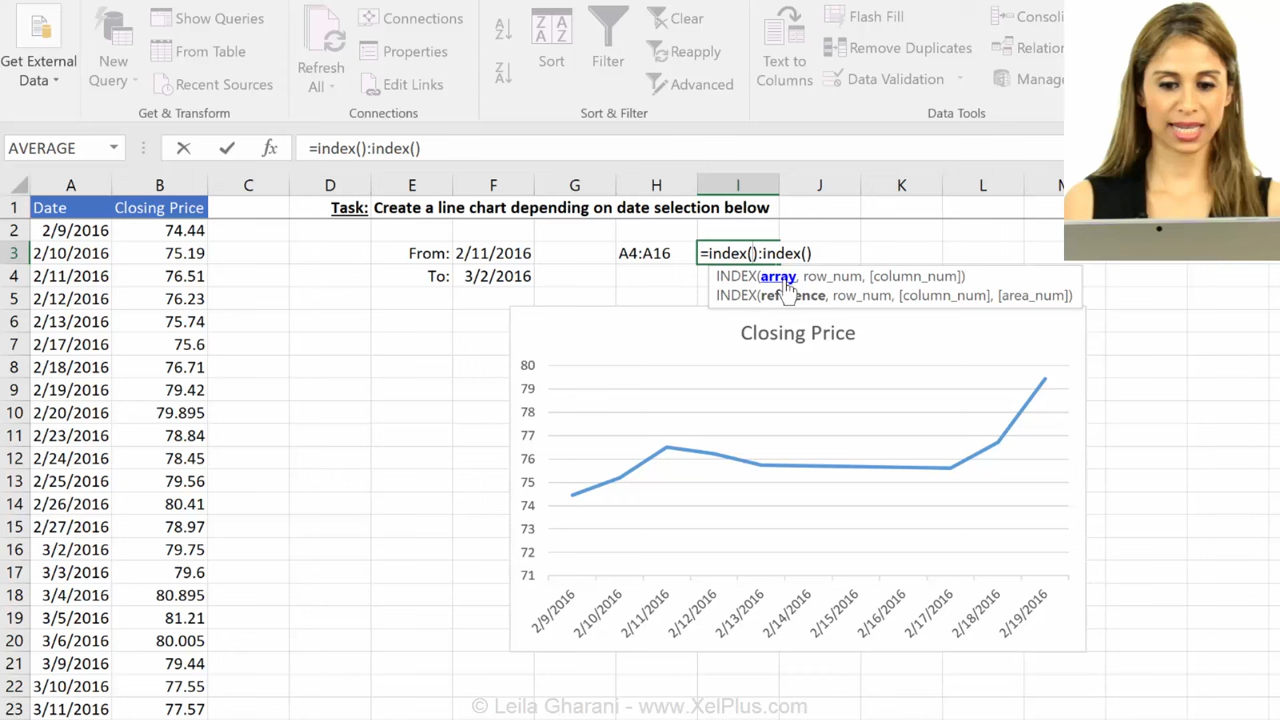 Get External
Data
New
Query
Show Queries
From Table
Recent Sources
Get & Transform
Refresh
All
Connections
Properties
Edit Links
Connections
Sort
Filter
Clear
Reapply
Advanced
Sort & Filter
Text to
Columns
Flash Fill
Remove Duplicates
Data Validation
Consoli
Relation
Manag
Data Tools
AVERAGE
fx
=index():index()
A B C D E F G H I J K L M
1 Date Closing Price Task: Create a line chart depending on date selection below
2 2/9/2016 74.44
3 2/10/2016 75.19 From: 2/11/2016 A4:A16 =index():index()
4 2/11/2016 76.51 To: 3/2/2016 INDEX(array, row_num, [column_num])
INDEX(reference, row_num, [column_num], [area_num])
5 2/12/2016 76.23
6 2/13/2016 75.74
7 2/17/2016 75.6
8 2/18/2016 76.71
9 2/19/2016 79.42
10 2/20/2016 79.895
11 2/23/2016 78.84
12 2/24/2016 78.45
13 2/25/2016 79.56
14 2/26/2016 80.41
15 2/27/2016 78.97
16 3/2/2016 79.75
17 3/3/2016 79.6
18 3/4/2016 80.895
19 3/5/2016 81.21
20 3/6/2016 80.005
21 3/9/2016 79.44
22 3/10/2016 77.55
23 3/11/2016 77.57
Closing Price
80
79
78
77
76
75
74
73
72
71
2/9/2016
2/10/2016
2/11/2016
2/12/2016
2/13/2016
2/14/2016
2/15/2016
2/16/2016
2/17/2016
2/18/2016
2/19/2016
© Leila Gharani - www.XelPlus.com